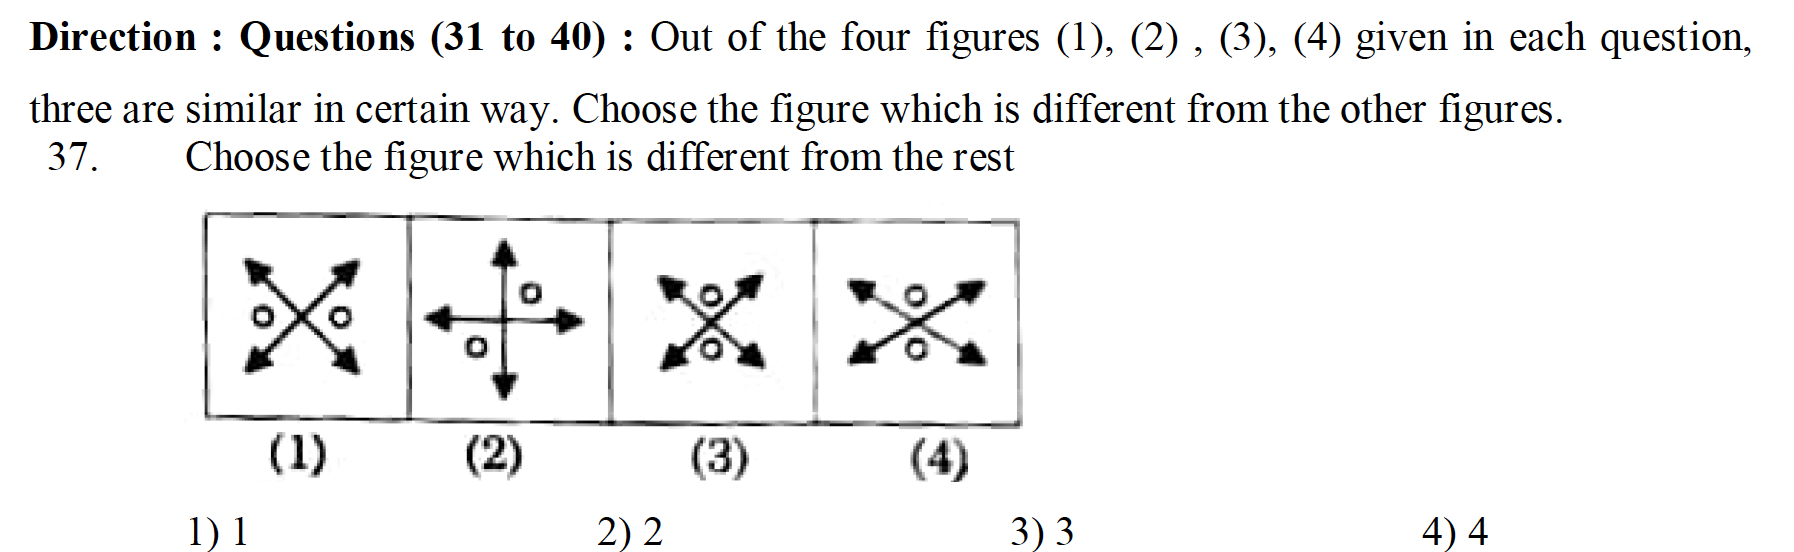 Direction : Questions (31 to 40) : Out of the four figures (1), (2) , (3), (4) given in each question,
three are similar in certain way. Choose the figure which is different from the other figures.
37. Choose the figure which is different from the rest
(1) (2) (3) (4)
1) 1 2) 2 3) 3 4) 4